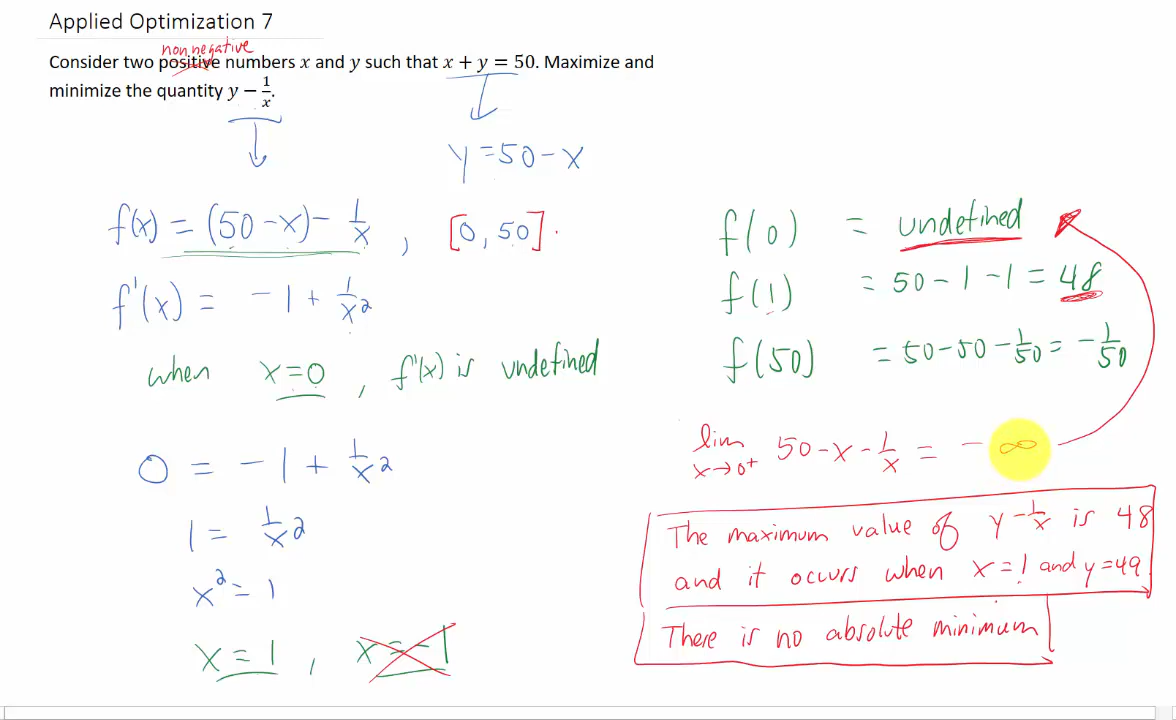 Applied Optimization 7
non negative
Consider two positive numbers x and y such that x + y = 50. Maximize and
minimize the quantity y − 1/x.
y = 50 − x
f(x) = (50 − x) − 1/x , [0, 50].
f'(x) = −1 + 1/x²
when x = 0 , f'(x) is undefined
0 = −1 + 1/x²
1 = 1/x²
x² = 1
x = 1 , x = −1
f(0) = undefined
f(1) = 50 − 1 − 1 = 48
f(50) = 50 − 50 − 1/50 = −1/50
lim x→0⁺ 50 − x − 1/x = − ∞
The maximum value of y − 1/x is 48
and it occurs when x = 1 and y = 49.
There is no absolute minimum